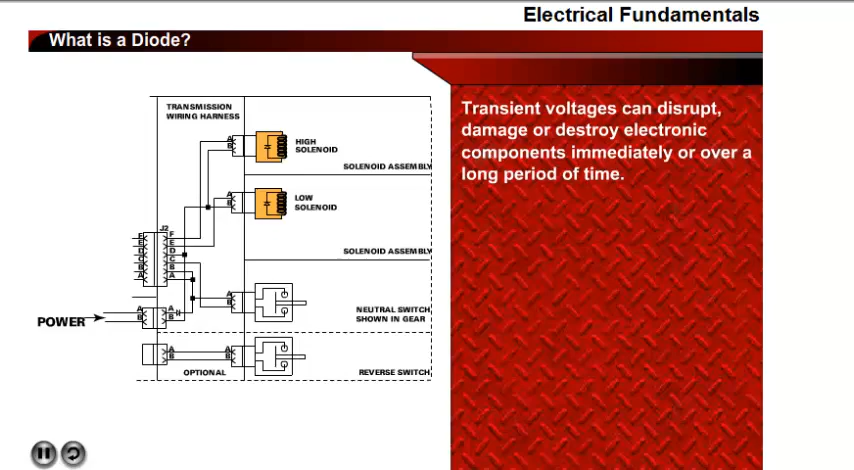 Electrical Fundamentals
What is a Diode?
TRANSMISSION
WIRING HARNESS
A
B
HIGH
SOLENOID
SOLENOID ASSEMBLY
A
B
LOW
SOLENOID
SOLENOID ASSEMBLY
J2
F
E
D
C
B
A
E
E
D
C
B
A
A
B
NEUTRAL SWITCH
SHOWN IN GEAR
POWER
A
B
A
B
A
B
A
B
OPTIONAL
REVERSE SWITCH
Transient voltages can disrupt,
damage or destroy electronic
components immediately or over a
long period of time.